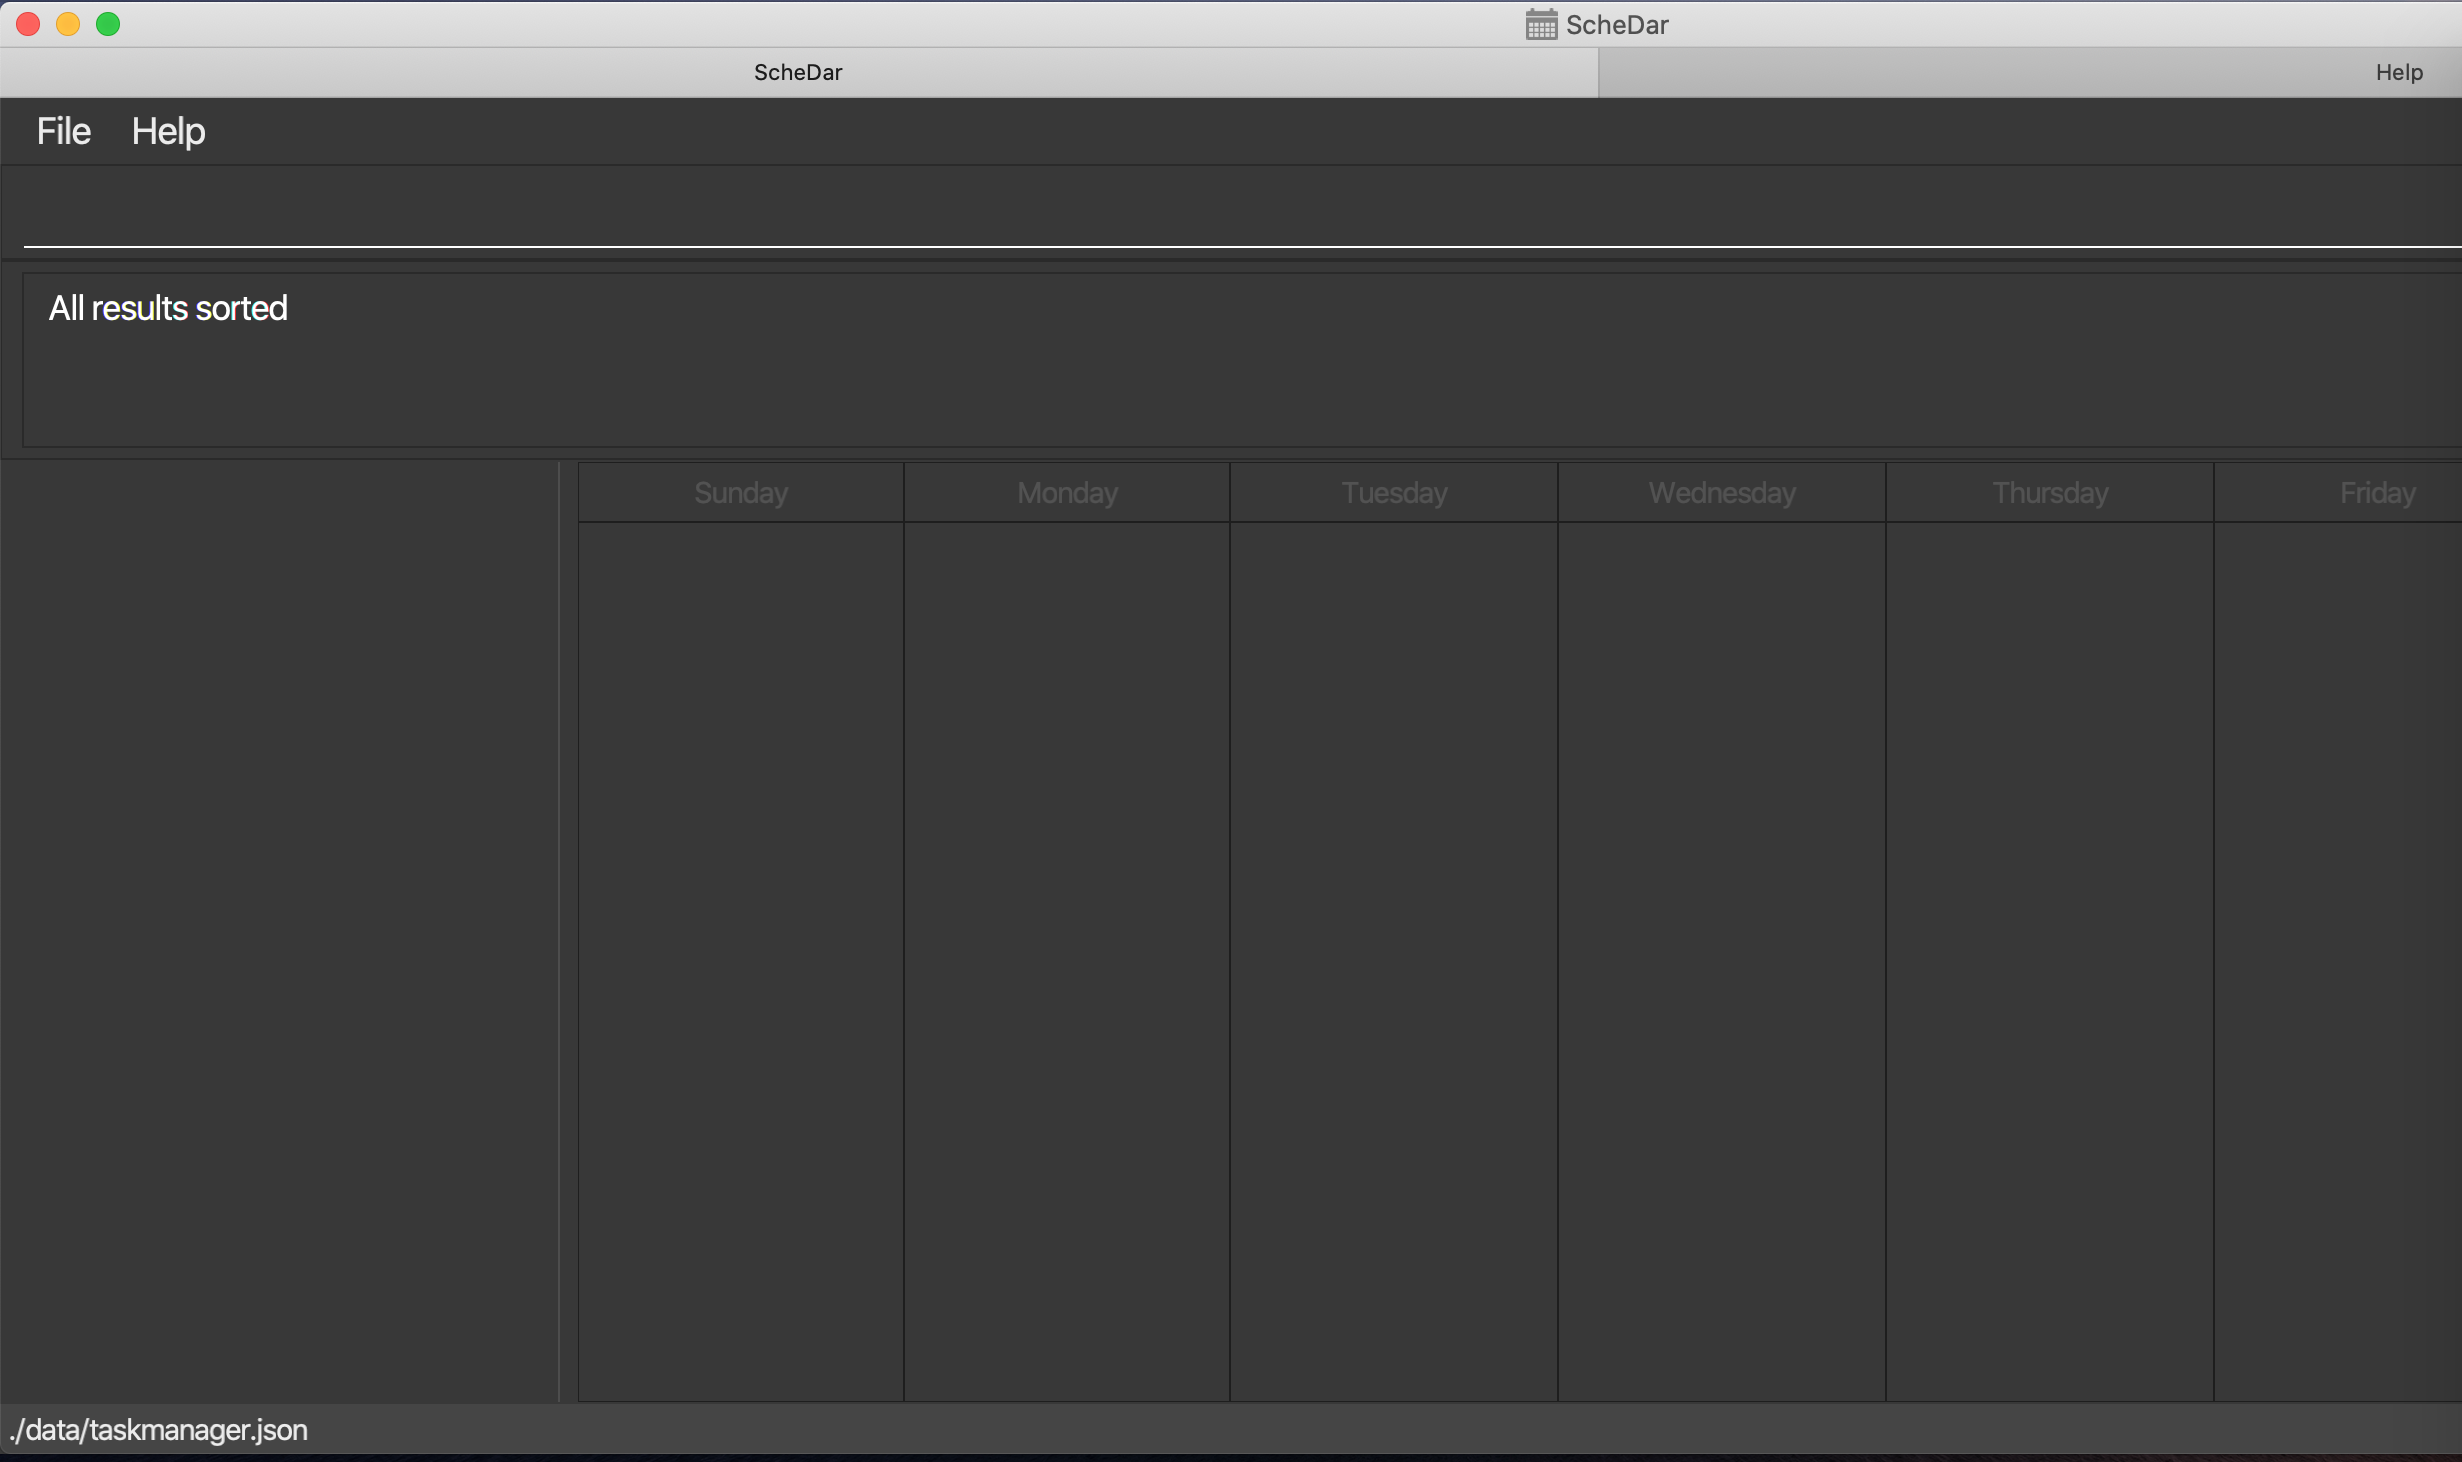 ScheDar
ScheDar Help
File Help
All results sorted
Sunday Monday Tuesday Wednesday Thursday Friday
./data/taskmanager.json